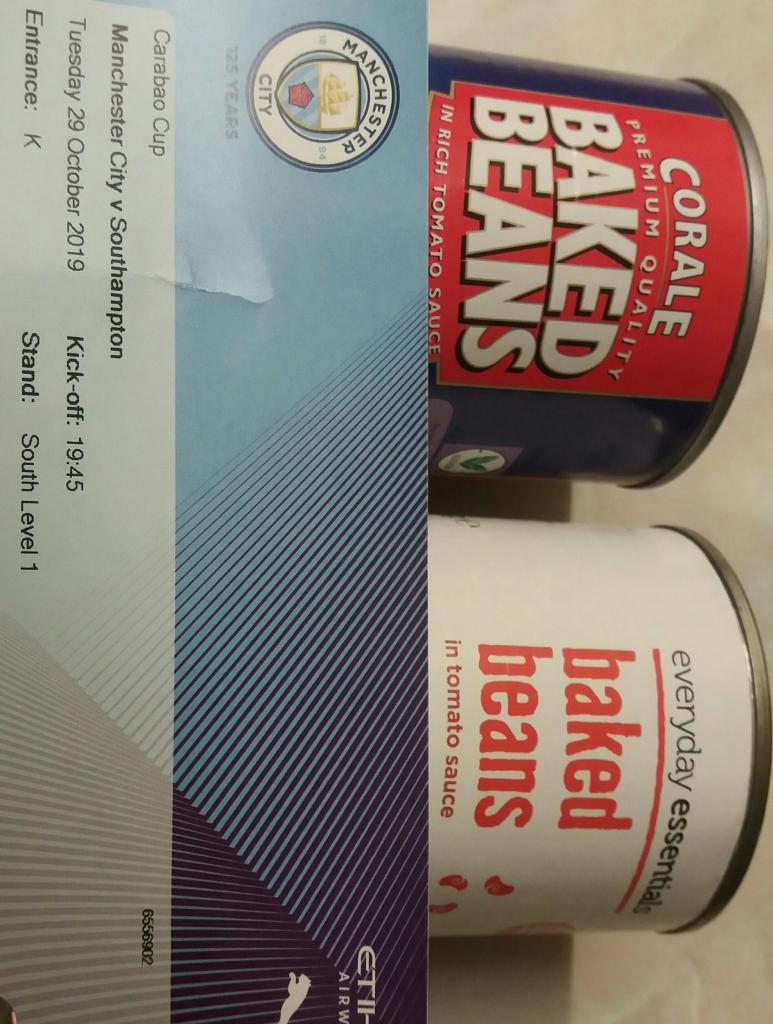 CORALE
PREMIUM QUALITY
BAKED
BEANS
IN RICH TOMATO SAUCE
everyday essentials
baked
beans
in tomato sauce
MANCHESTER
18 94
CITY
125 YEARS
Carabao Cup
Manchester City v Southampton
Tuesday 29 October 2019 Kick-off: 19:45
Entrance: K Stand: South Level 1
6556902
AIRW